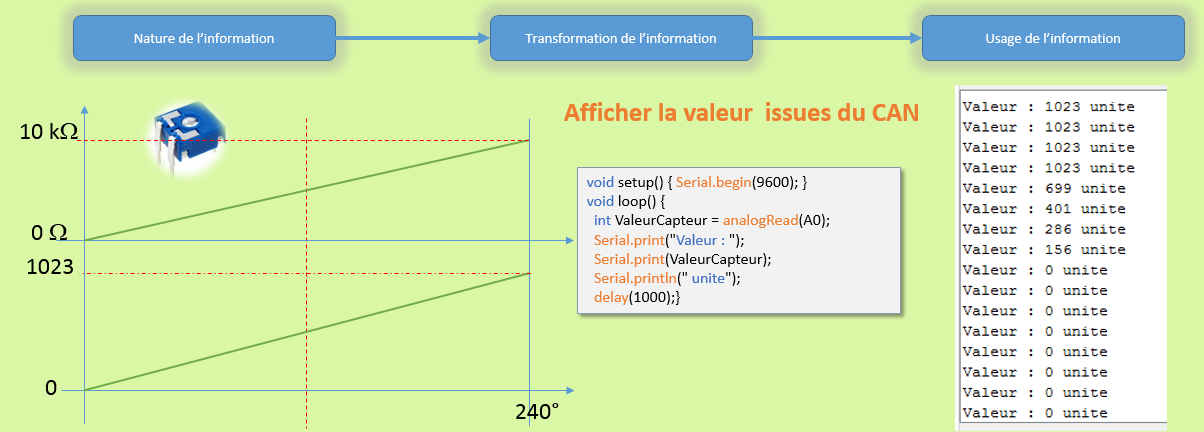 Nature de l'information
Transformation de l'information
Usage de l'information
Afficher la valeur issues du CAN
10 kΩ
0 Ω
1023
0
240°
void setup() { Serial.begin(9600); }
void loop() {
int ValeurCapteur = analogRead(A0);
Serial.print("Valeur : ");
Serial.print(ValeurCapteur);
Serial.println(" unite");
delay(1000);}
Valeur : 1023 unite
Valeur : 1023 unite
Valeur : 1023 unite
Valeur : 1023 unite
Valeur : 699 unite
Valeur : 401 unite
Valeur : 286 unite
Valeur : 156 unite
Valeur : 0 unite
Valeur : 0 unite
Valeur : 0 unite
Valeur : 0 unite
Valeur : 0 unite
Valeur : 0 unite
Valeur : 0 unite
Valeur : 0 unite